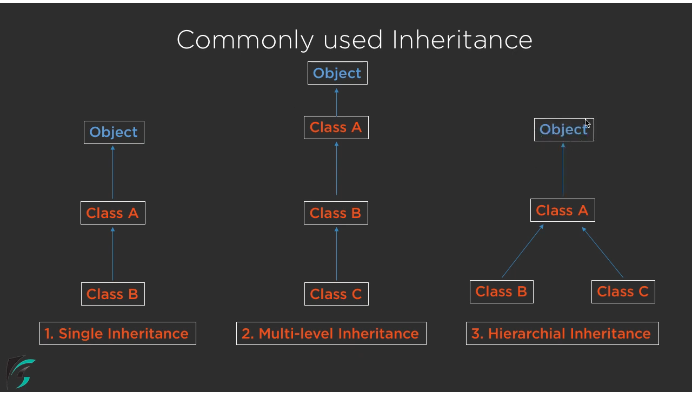 Commonly used Inheritance
Object
Class A
Class B
1. Single Inheritance
Object
Class A
Class B
Class C
2. Multi-level Inheritance
Object
Class A
Class B
Class C
3. Hierarchial Inheritance